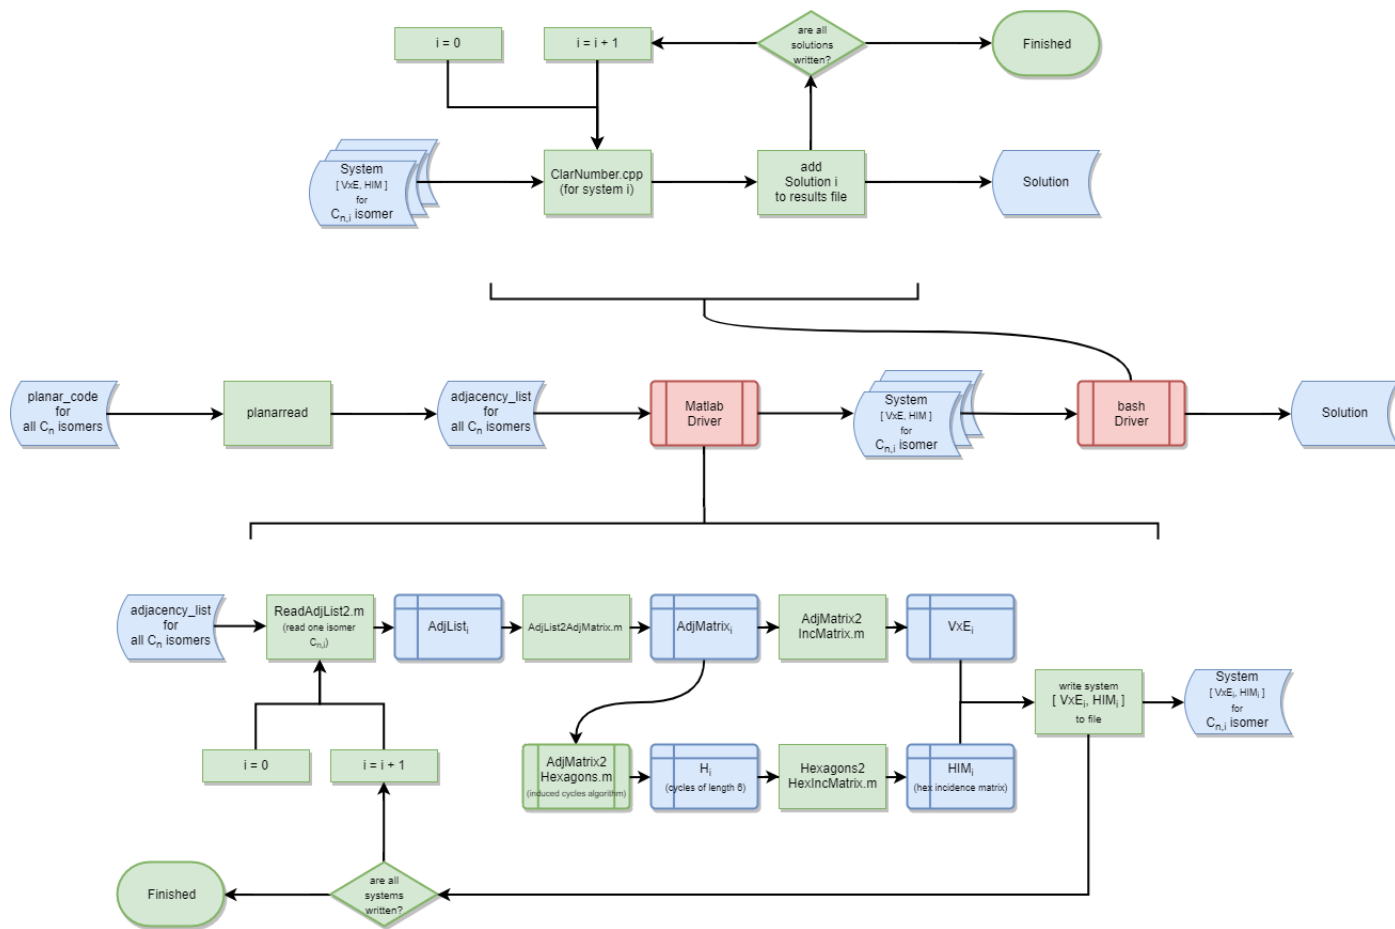 i = 0
i = i + 1
are all
solutions
written?
Finished
System
[ VxE, HIM ]
for
Cn,i isomer
ClarNumber.cpp
(for system i)
add
Solution i
to results file
Solution
planar_code
for
all Cn isomers
planarread
adjacency_list
for
all Cn isomers
Matlab
Driver
System
[ VxE, HIM ]
for
Cn,i isomer
bash
Driver
Solution
adjacency_list
for
all Cn isomers
ReadAdjList2.m
(read one isomer
Cn,i)
AdjListi
AdjList2AdjMatrix.m
AdjMatrixi
AdjMatrix2
IncMatrix.m
VxEi
write system
[ VxEi, HIMi ]
to file
System
[ VxEi, HIMi ]
for
Cn,i isomer
i = 0
i = i + 1
AdjMatrix2
Hexagons.m
(induced cycles algorithm)
Hi
(cycles of length 6)
Hexagons2
HexIncMatrix.m
HIMi
(hex incidence matrix)
Finished
are all
systems
written?